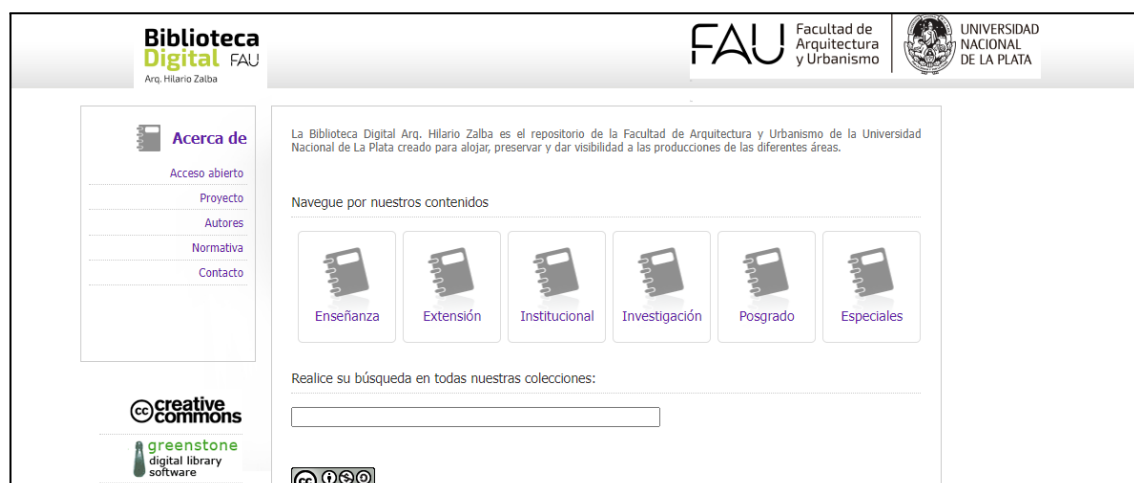 Biblioteca
Digital FAU
Arq. Hilario Zalba
FAU
Facultad de
Arquitectura
y Urbanismo
UNIVERSIDAD
NACIONAL
DE LA PLATA
Acerca de
Acceso abierto
Proyecto
Autores
Normativa
Contacto
creative
commons
greenstone
digital library
software
La Biblioteca Digital Arq. Hilario Zalba es el repositorio de la Facultad de Arquitectura y Urbanismo de la Universidad
Nacional de La Plata creado para alojar, preservar y dar visibilidad a las producciones de las diferentes áreas.
Navegue por nuestros contenidos
Enseñanza
Extensión
Institucional
Investigación
Posgrado
Especiales
Realice su búsqueda en todas nuestras colecciones: